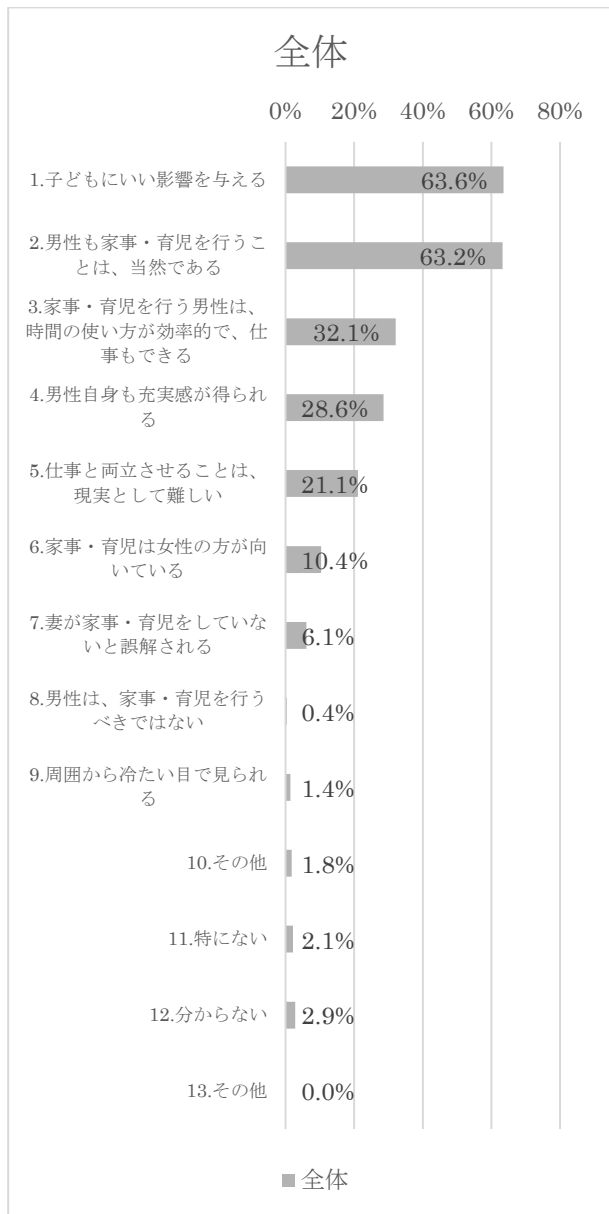 全体
0% 20% 40% 60% 80%
1.子どもにいい影響を与える
63.6%
2.男性も家事・育児を行うこ
とは、当然である
63.2%
3.家事・育児を行う男性は、
時間の使い方が効率的で、仕
事もできる
32.1%
4.男性自身も充実感が得られ
る
28.6%
5.仕事と両立させることは、
現実として難しい
21.1%
6.家事・育児は女性の方が向
いている
10.4%
7.妻が家事・育児をしていな
いと誤解される
6.1%
8.男性は、家事・育児を行う
べきではない
0.4%
9.周囲から冷たい目で見られ
る
1.4%
10.その他
1.8%
11.特にない
2.1%
12.分からない
2.9%
13.その他
0.0%
全体